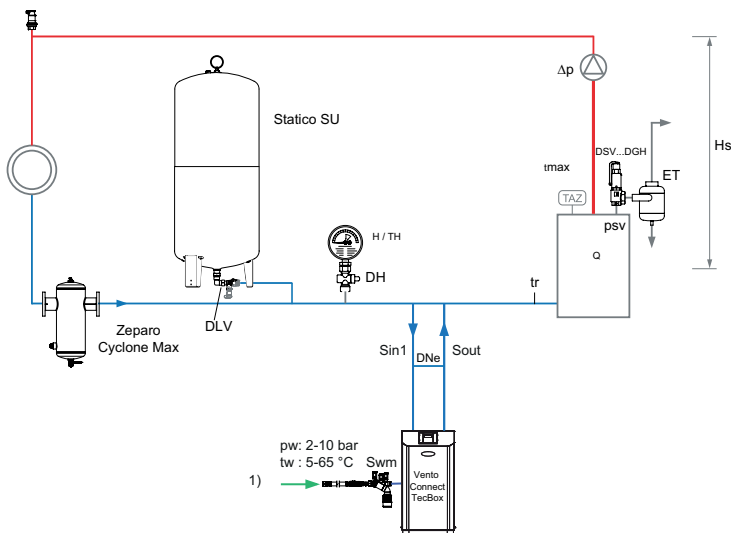 Δp
Statico SU
Hs
DSV...DGH
tmax
ET
TAZ
psv
H / TH
Q
DH
tr
DLV
Zeparo
Cyclone Max
Sin1
Sout
DNe
pw: 2-10 bar
tw : 5-65 °C
Swm
1)
Vento
Connect
TecBox